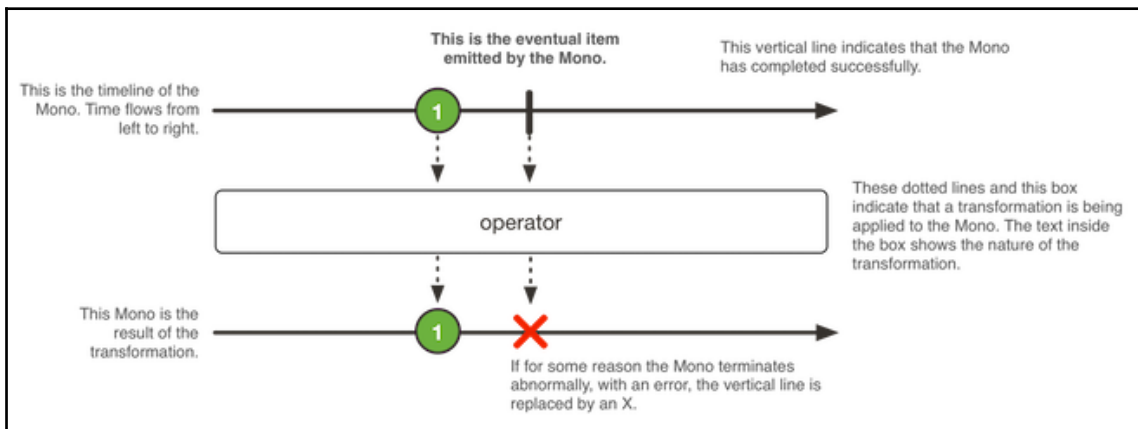 This is the eventual item
emitted by the Mono.
This vertical line indicates that the Mono
has completed successfully.
This is the timeline of the
Mono. Time flows from
left to right.
1
These dotted lines and this box
indicate that a transformation is being
applied to the Mono. The text inside
the box shows the nature of the
transformation.
operator
This Mono is the
result of the
transformation.
1
If for some reason the Mono terminates
abnormally, with an error, the vertical line is
replaced by an X.